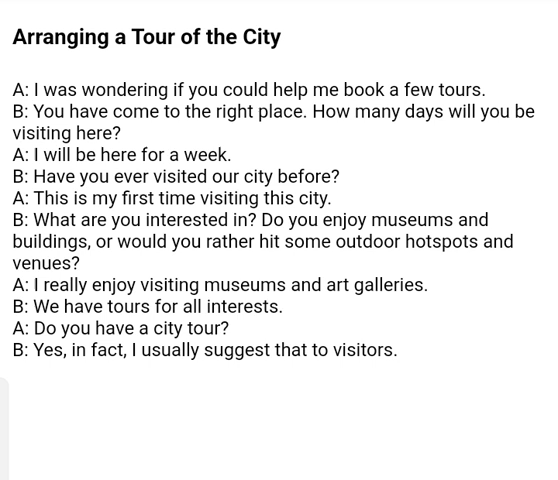 Arranging a Tour of the City
A: I was wondering if you could help me book a few tours.
B: You have come to the right place. How many days will you be
visiting here?
A: I will be here for a week.
B: Have you ever visited our city before?
A: This is my first time visiting this city.
B: What are you interested in? Do you enjoy museums and
buildings, or would you rather hit some outdoor hotspots and
venues?
A: I really enjoy visiting museums and art galleries.
B: We have tours for all interests.
A: Do you have a city tour?
B: Yes, in fact, I usually suggest that to visitors.